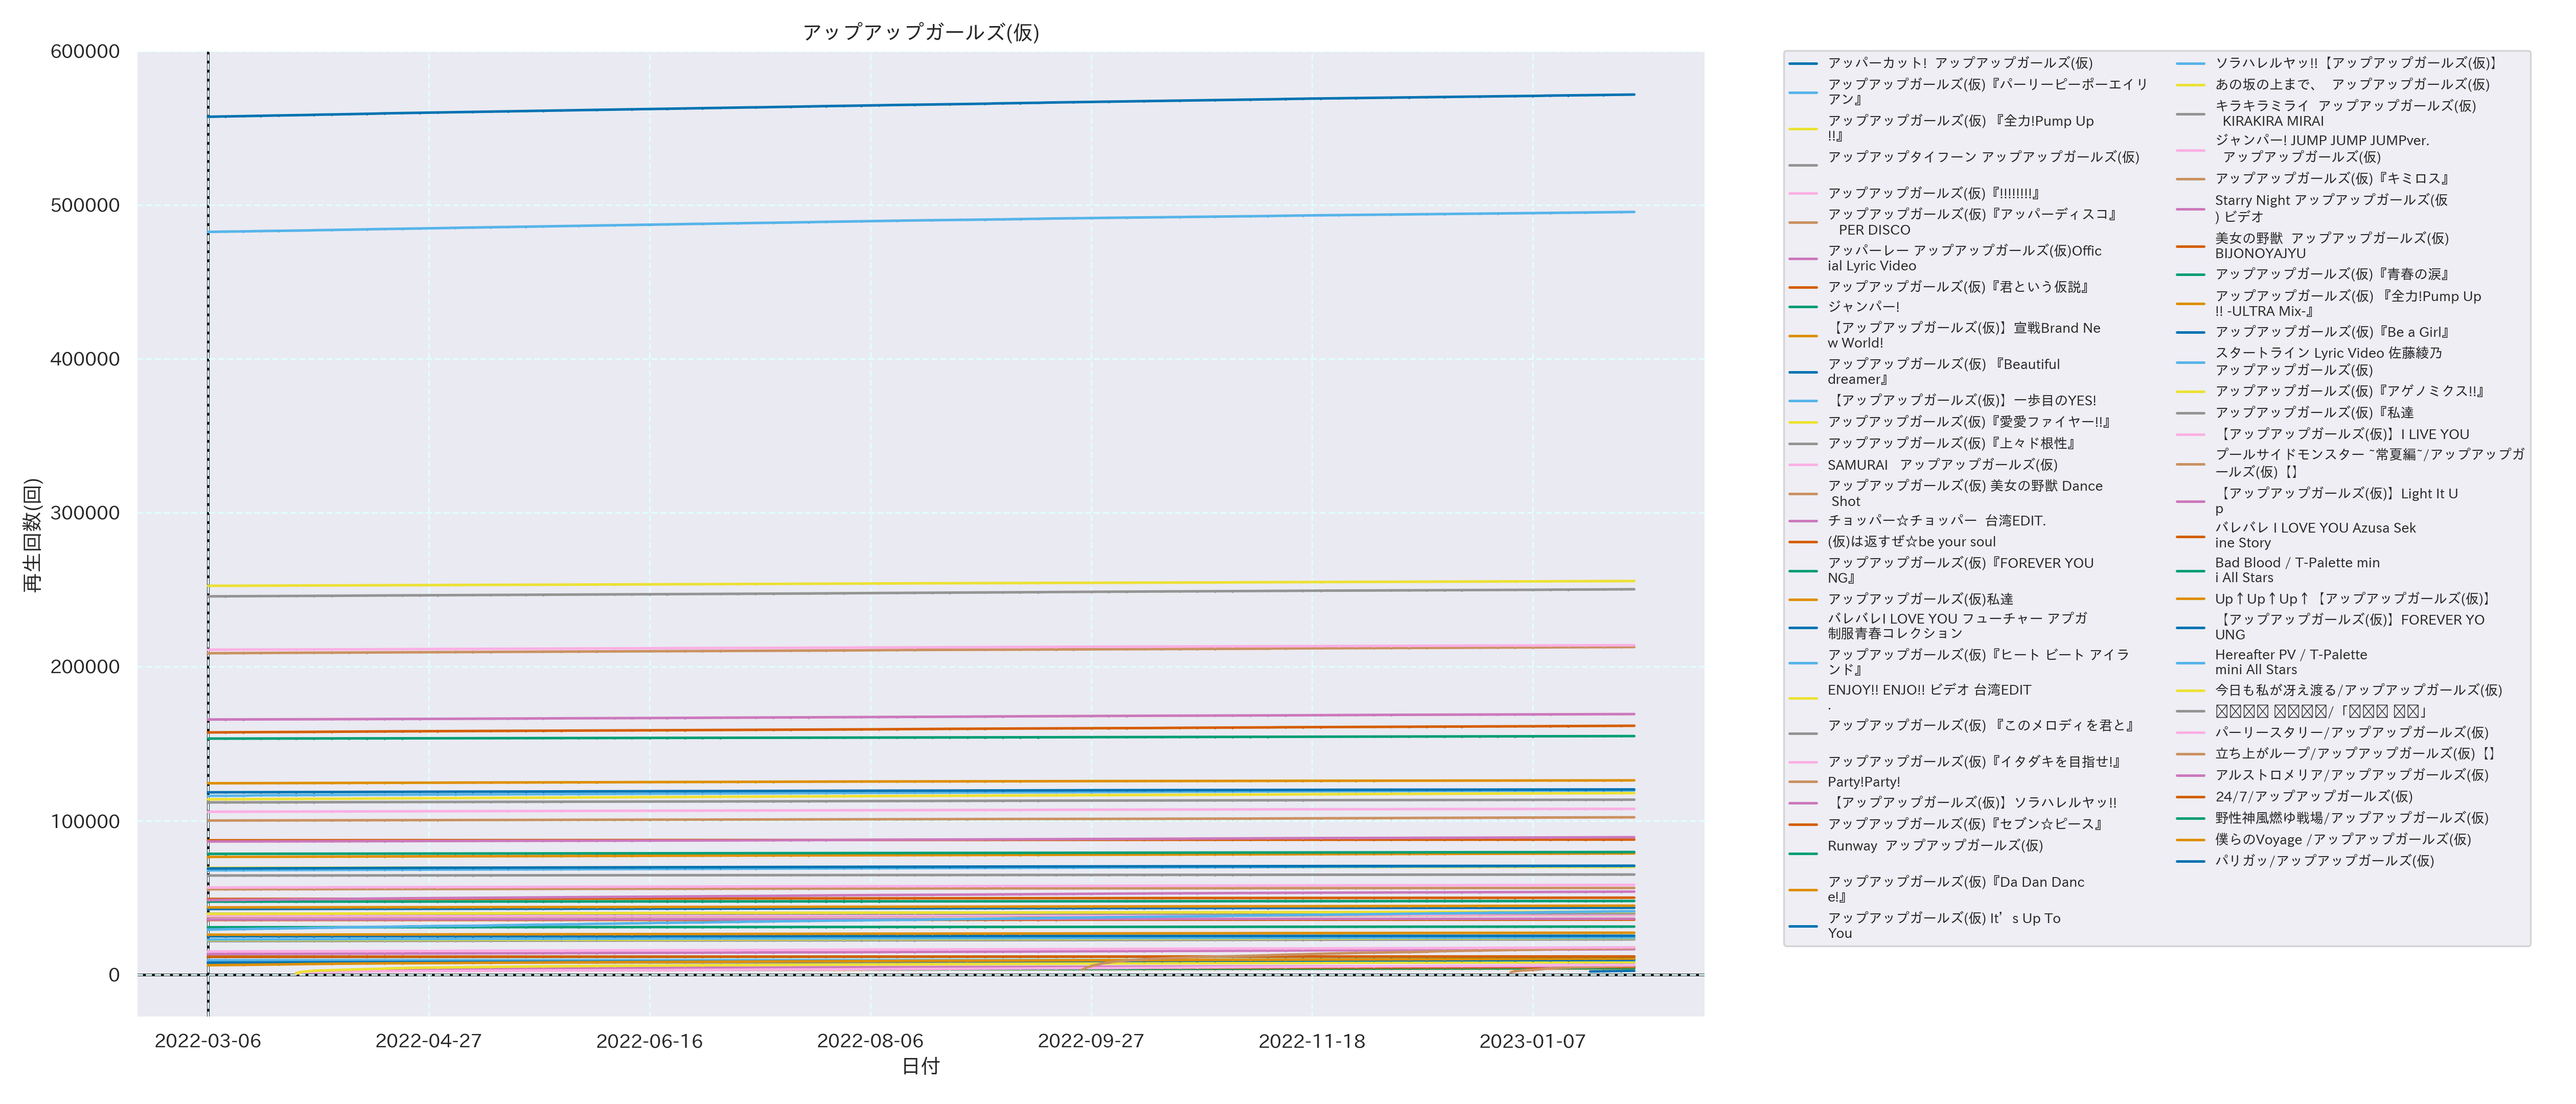 アップアップガールズ(仮)
600000
500000
400000
300000
200000
100000
0
再生回数(回)
2022-03-06
2022-04-27
2022-06-16
2022-08-06
2022-09-27
2022-11-18
2023-01-07
日付
アッパーカット! アップアップガールズ(仮)
アップアップガールズ(仮)『パーリーピーポーエイリ
アン』
アップアップガールズ(仮) 『全力!Pump Up
!!』
アップアップタイフーン アップアップガールズ(仮)
アップアップガールズ(仮)『!!!!!!!!』
アップアップガールズ(仮)『アッパーディスコ』
PER DISCO
アッパーレー アップアップガールズ(仮)Offic
ial Lyric Video
アップアップガールズ(仮)『君という仮説』
ジャンパー!
【アップアップガールズ(仮)】宣戦Brand Ne
w World!
アップアップガールズ(仮) 『Beautiful
dreamer』
【アップアップガールズ(仮)】一歩目のYES!
アップアップガールズ(仮)『愛愛ファイヤー!!』
アップアップガールズ(仮)『上々ド根性』
SAMURAI アップアップガールズ(仮)
アップアップガールズ(仮) 美女の野獣 Dance
Shot
チョッパー☆チョッパー 台湾EDIT.
(仮)は返すぜ☆be your soul
アップアップガールズ(仮)『FOREVER YOU
NG』
アップアップガールズ(仮)私達
バレバレI LOVE YOU フューチャー アプガ
制服青春コレクション
アップアップガールズ(仮)『ヒート ビート アイラ
ンド』
ENJOY!! ENJO!! ビデオ 台湾EDIT
.
アップアップガールズ(仮) 『このメロディを君と』
アップアップガールズ(仮)『イタダキを目指せ!』
Party!Party!
【アップアップガールズ(仮)】ソラハレルヤッ!!
アップアップガールズ(仮)『セブン☆ピース』
Runway アップアップガールズ(仮)
アップアップガールズ(仮)『Da Dan Danc
e!』
アップアップガールズ(仮) It’s Up To
You
ソラハレルヤッ!!【アップアップガールズ(仮)】
あの坂の上まで、 アップアップガールズ(仮)
キラキラミライ アップアップガールズ(仮)
KIRAKIRA MIRAI
ジャンパー! JUMP JUMP JUMPver.
アップアップガールズ(仮)
アップアップガールズ(仮)『キミロス』
Starry Night アップアップガールズ(仮
) ビデオ
美女の野獣 アップアップガールズ(仮)
BIJONOYAJYU
アップアップガールズ(仮)『青春の涙』
アップアップガールズ(仮) 『全力!Pump Up
!! -ULTRA Mix-』
アップアップガールズ(仮)『Be a Girl』
スタートライン Lyric Video 佐藤綾乃
アップアップガールズ(仮)
アップアップガールズ(仮)『アゲノミクス!!』
アップアップガールズ(仮)『私達
【アップアップガールズ(仮)】I LIVE YOU
プールサイドモンスター ~常夏編~/アップアップガ
ールズ(仮)【】
【アップアップガールズ(仮)】Light It U
p
バレバレ I LOVE YOU Azusa Sek
ine Story
Bad Blood / T-Palette min
i All Stars
Up↑Up↑Up↑【アップアップガールズ(仮)】
【アップアップガールズ(仮)】FOREVER YO
UNG
Hereafter PV / T-Palette
mini All Stars
今日も私が冴え渡る/アップアップガールズ(仮)
/「 」
パーリースタリー/アップアップガールズ(仮)
立ち上がループ/アップアップガールズ(仮)【】
アルストロメリア/アップアップガールズ(仮)
24/7/アップアップガールズ(仮)
野性神風燃ゆ戦場/アップアップガールズ(仮)
僕らのVoyage /アップアップガールズ(仮)
パリガッ/アップアップガールズ(仮)